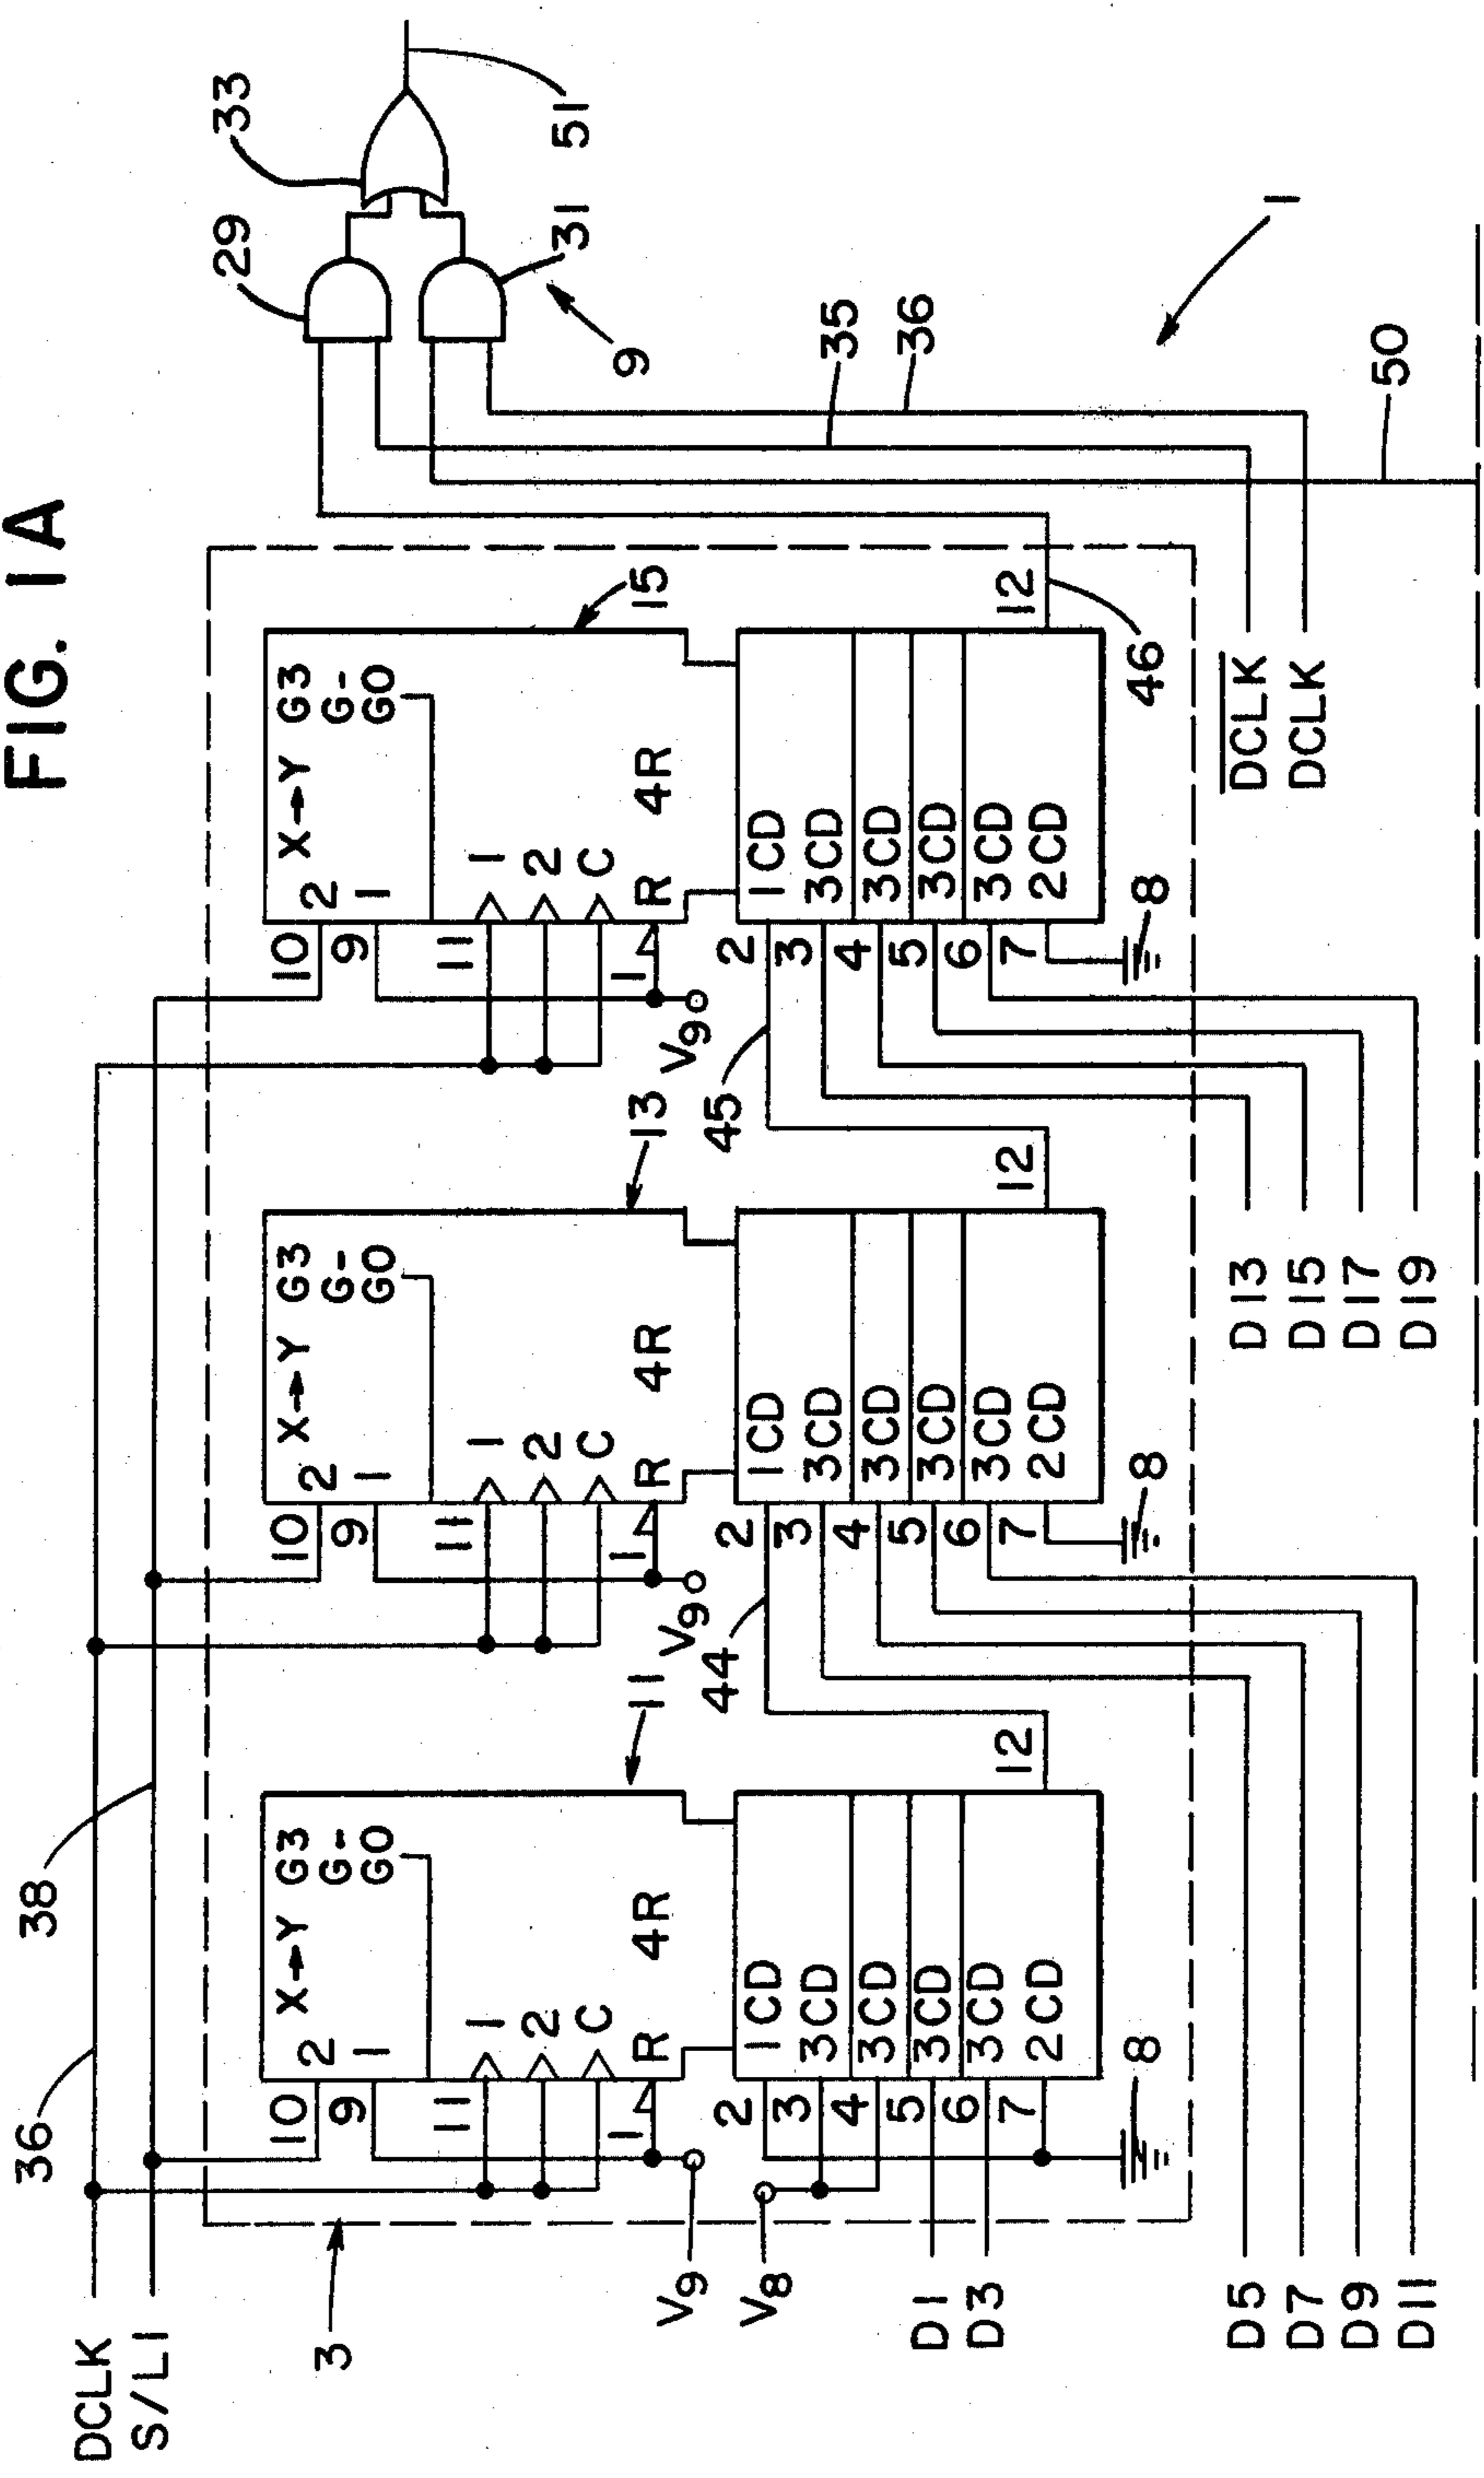 FIG. 1A
DCLK
S/L1
36
38
3
11
13
15
29
33
31
51
9
35
36
50
1
X→Y G3
G-
G0
2
1
10
9
11
1
2
C
1
R
4R
V9
V8
2
3
4
5
6
7
1CD
3CD
3CD
3CD
3CD
2CD
8
12
44
D1
D3
X→Y G3
G-
G0
2
1
10
9
11
1
2
C
1
R
4R
V9
2
3
4
5
6
7
1CD
3CD
3CD
3CD
3CD
2CD
8
12
45
D5
D7
D9
D11
X→Y G3
G-
G0
2
1
10
9
11
1
2
C
1
R
4R
V9
2
3
4
5
6
7
1CD
3CD
3CD
3CD
3CD
2CD
8
12
46
D13
D15
D17
D19
DCLK
DCLK